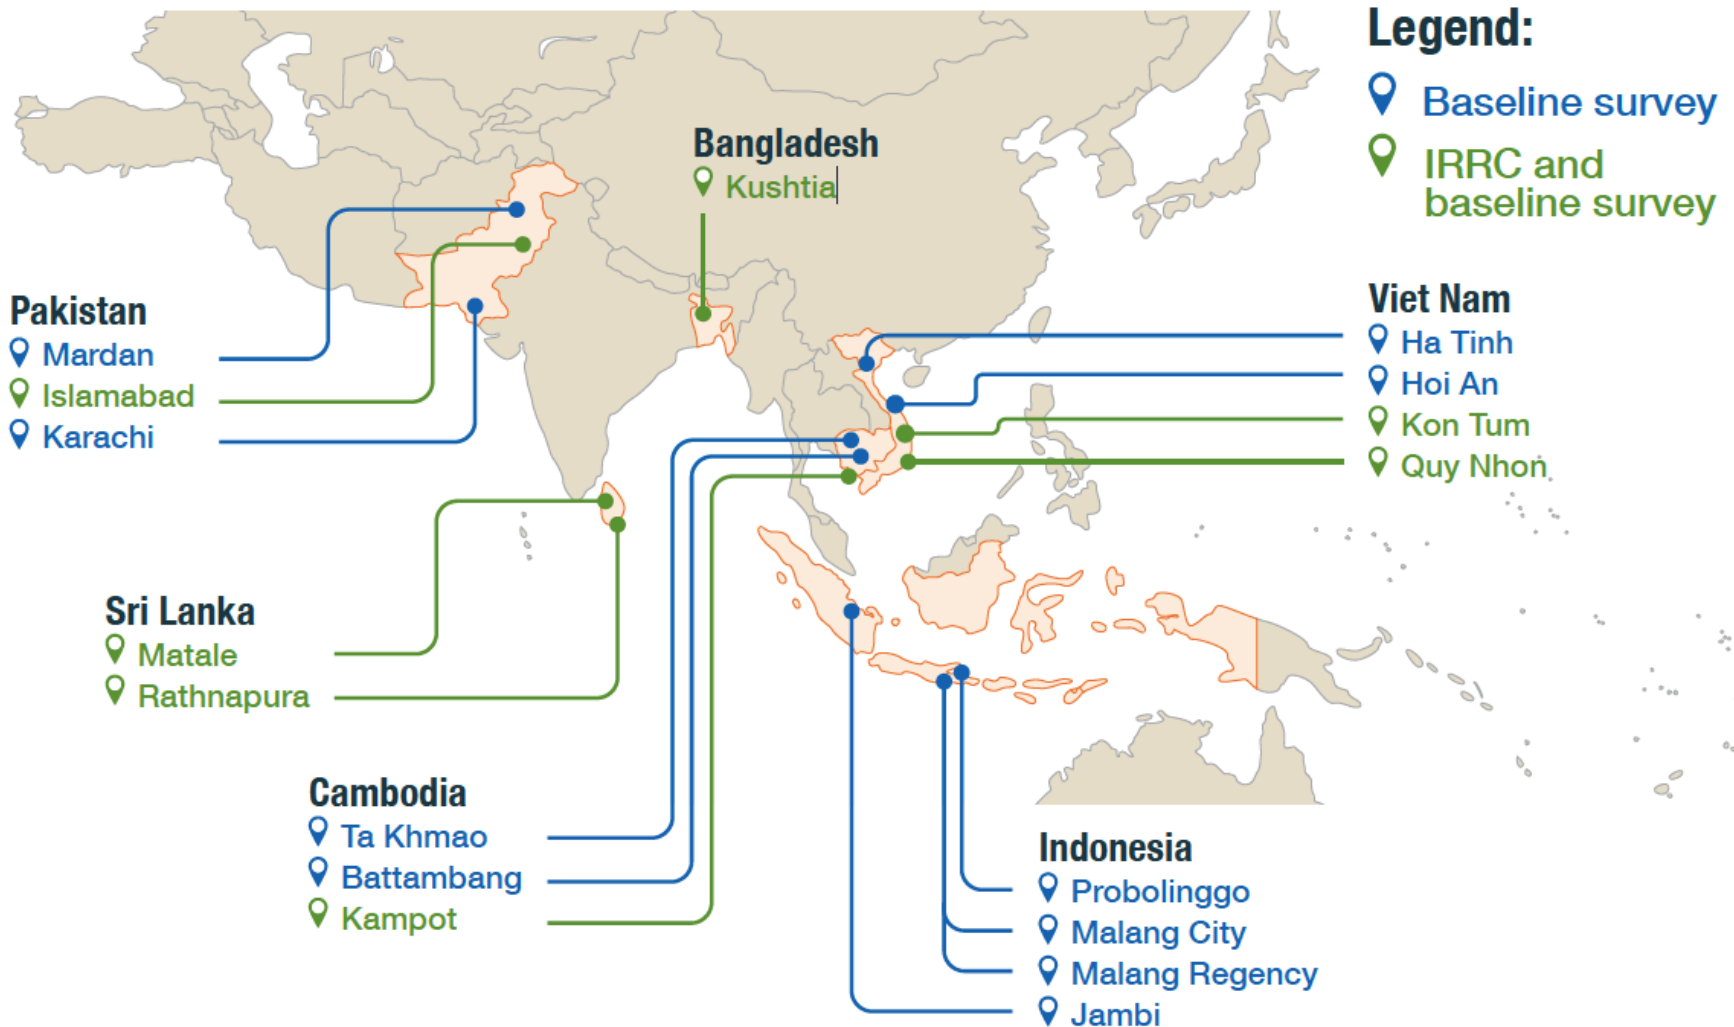 Legend:
Baseline survey
IRRC and
baseline survey
Bangladesh
Kushtia
Pakistan
Mardan
Islamabad
Karachi
Viet Nam
Ha Tinh
Hoi An
Kon Tum
Quy Nhon
Sri Lanka
Matale
Rathnapura
Cambodia
Ta Khmao
Battambang
Kampot
Indonesia
Probolinggo
Malang City
Malang Regency
Jambi